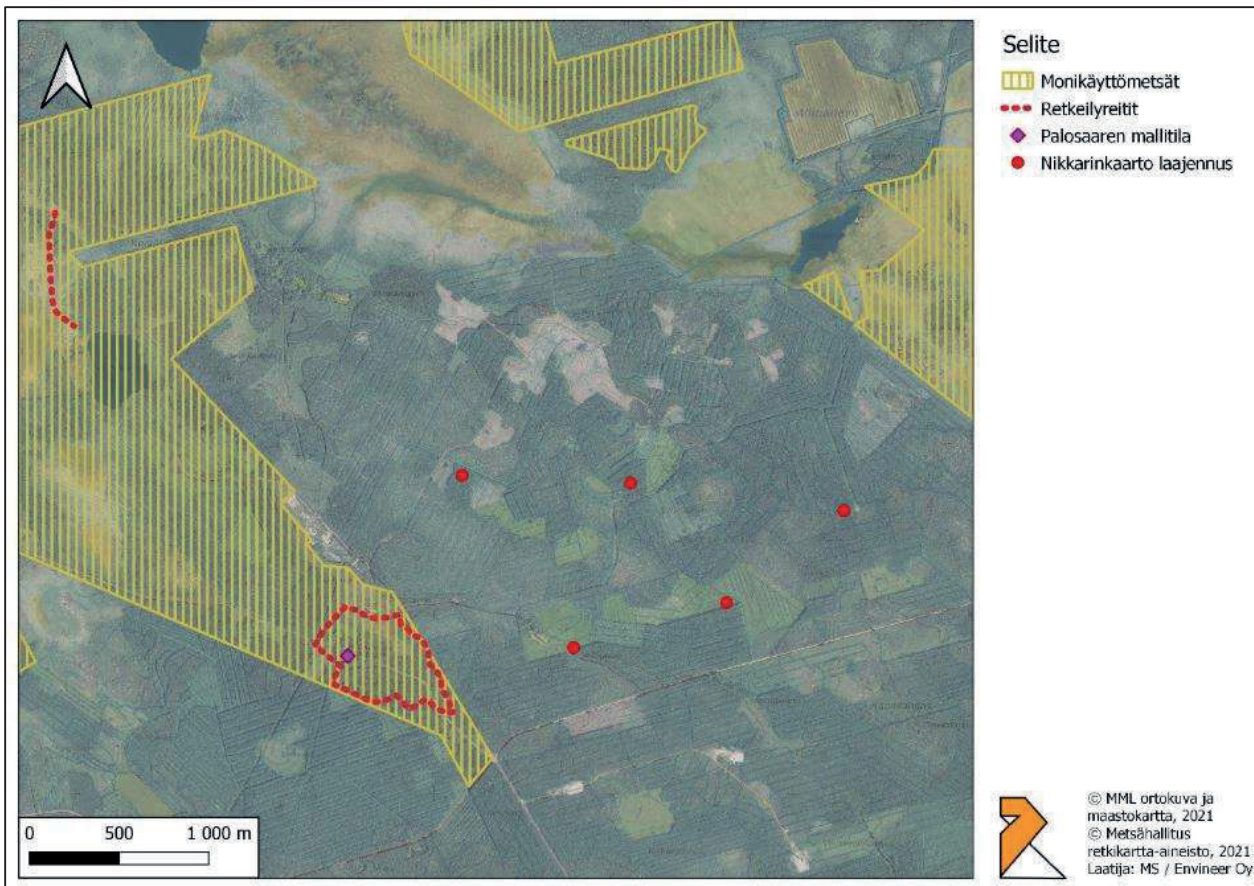 Selite
Monikäyttömetsät
Retkeilyreitit
Palosaaren mallitila
Nikkarinkaarto laajennus
0 500 1 000 m
© MML ortokuva ja
maastokartta, 2021
© Metsähallitus
retkikartta-aineisto, 2021
Laatija: MS / Envineer Oy